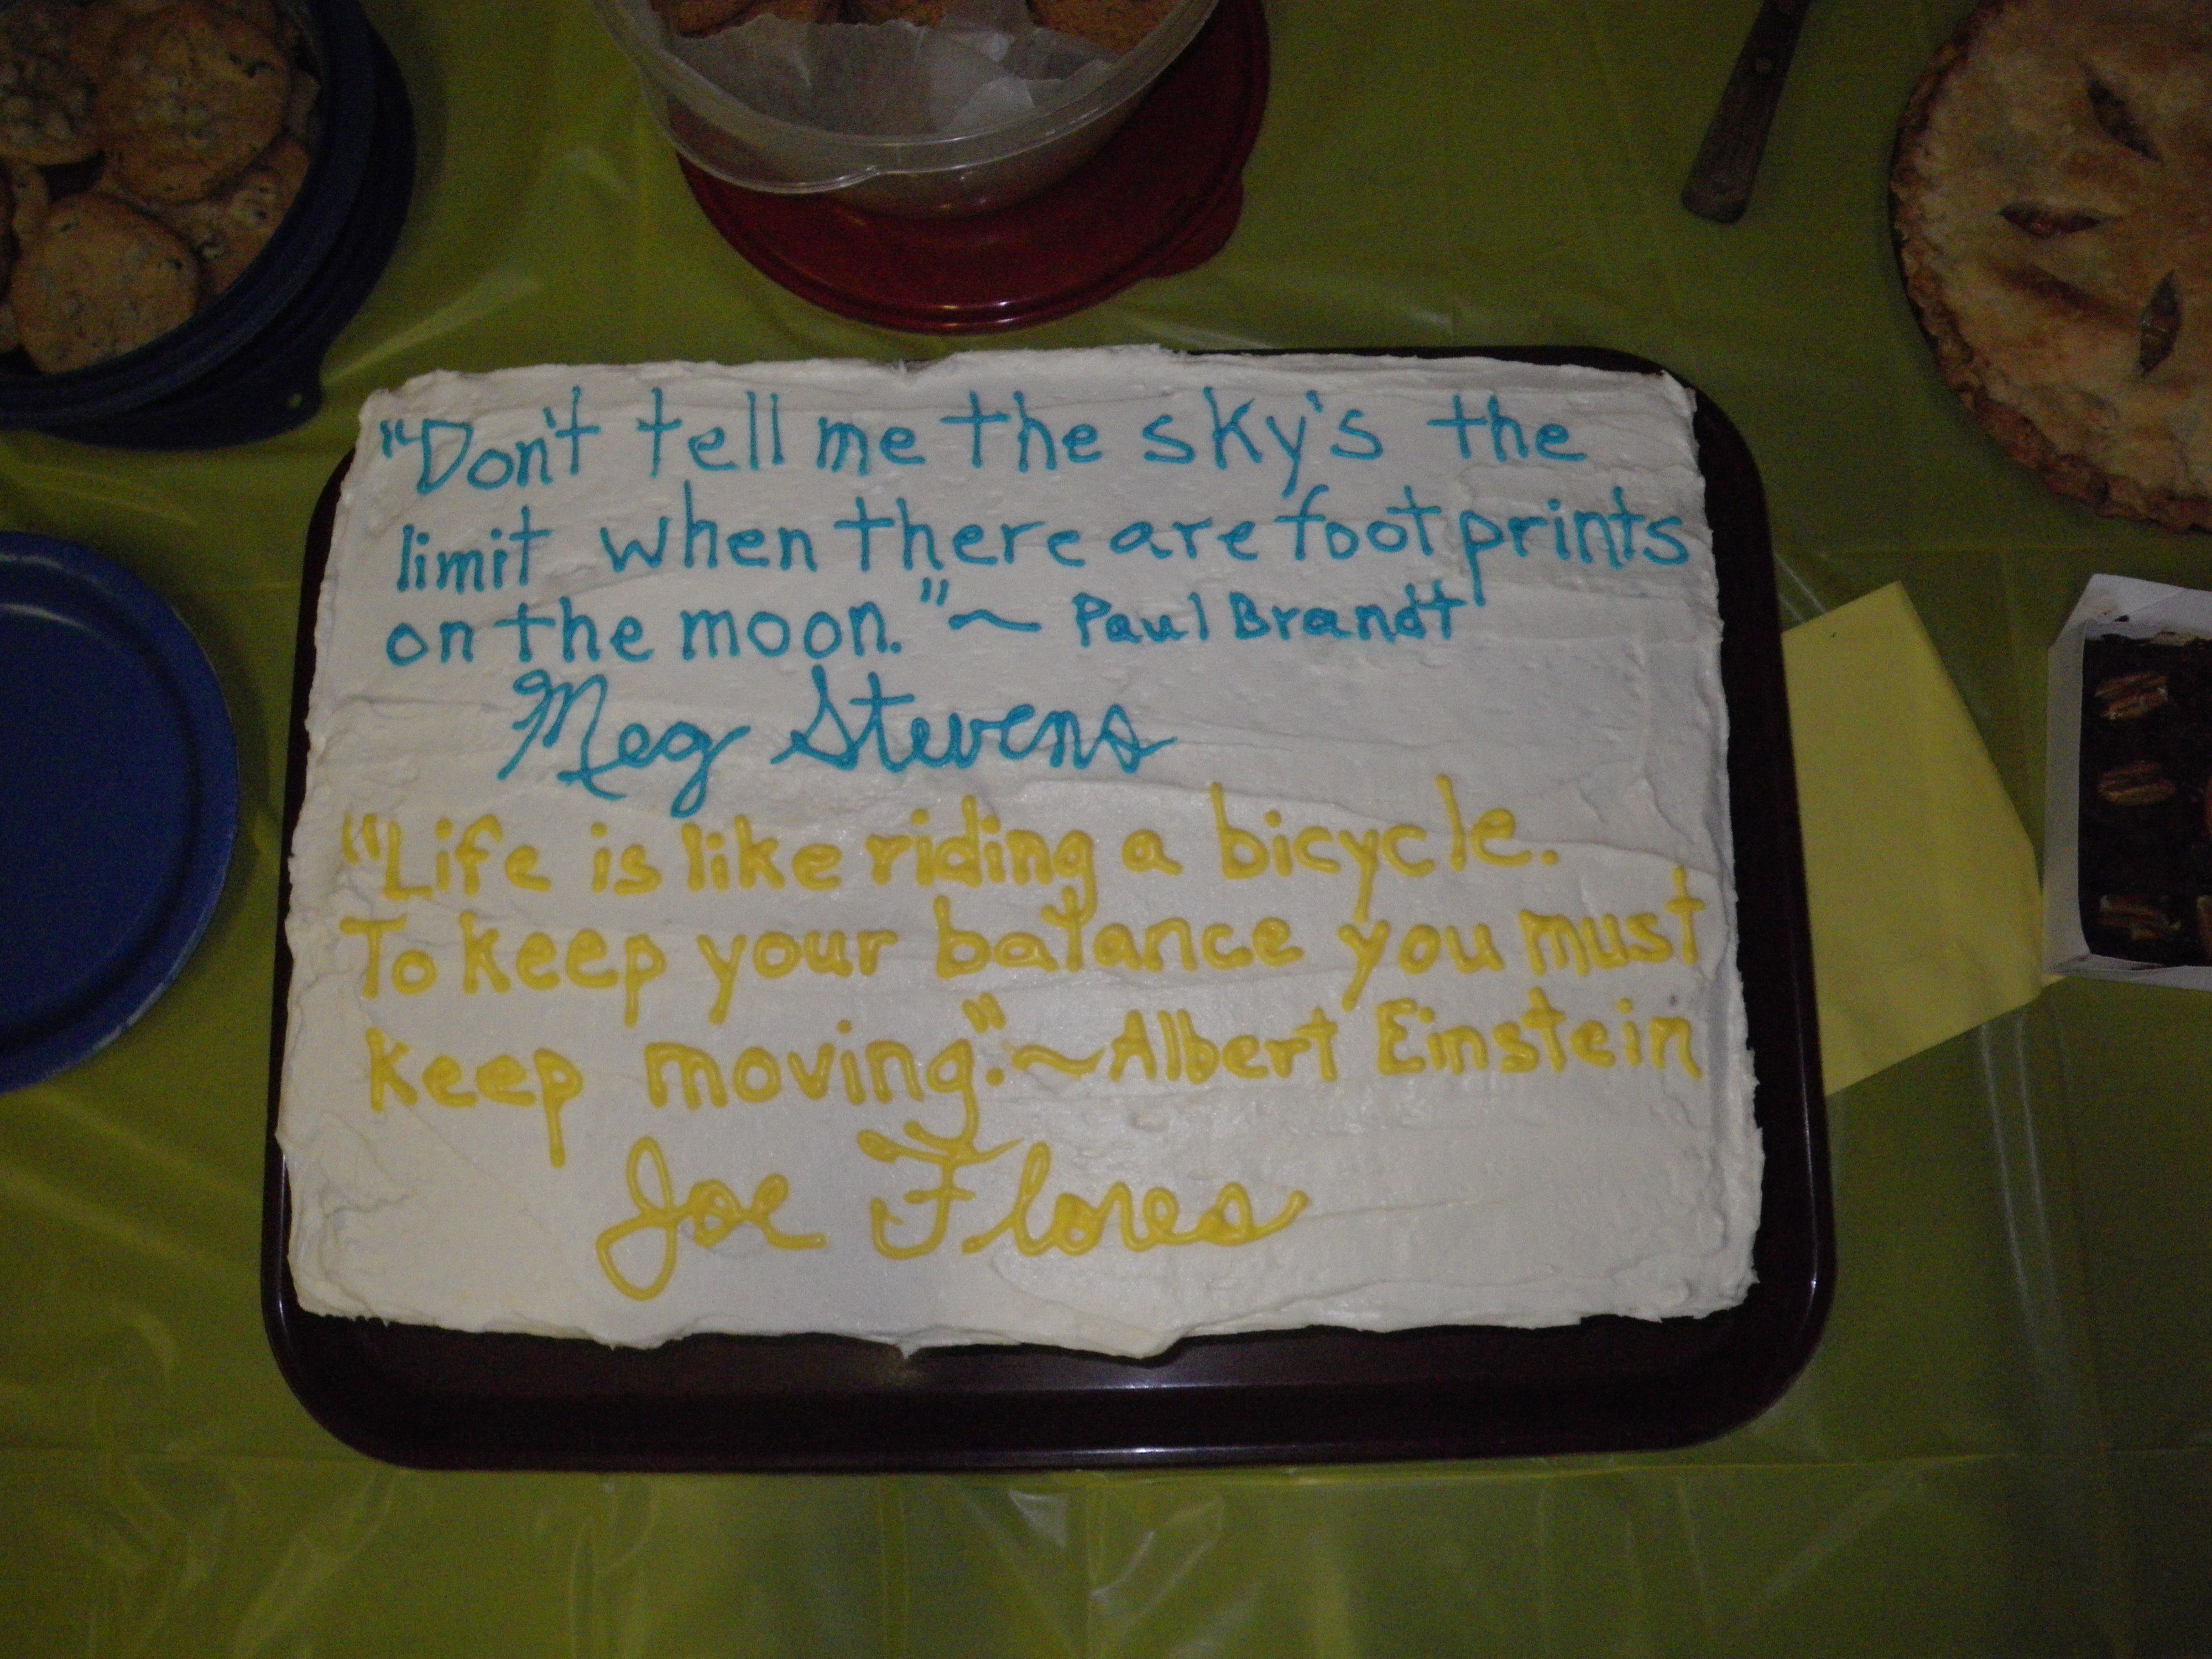 "Don't tell me the sky's the
limit when there are footprints
on the moon." ~ Paul Brandt
Meg Stevens
"Life is like riding a bicycle.
To keep your balance you must
keep moving." ~Albert Einstein
Joe Flores